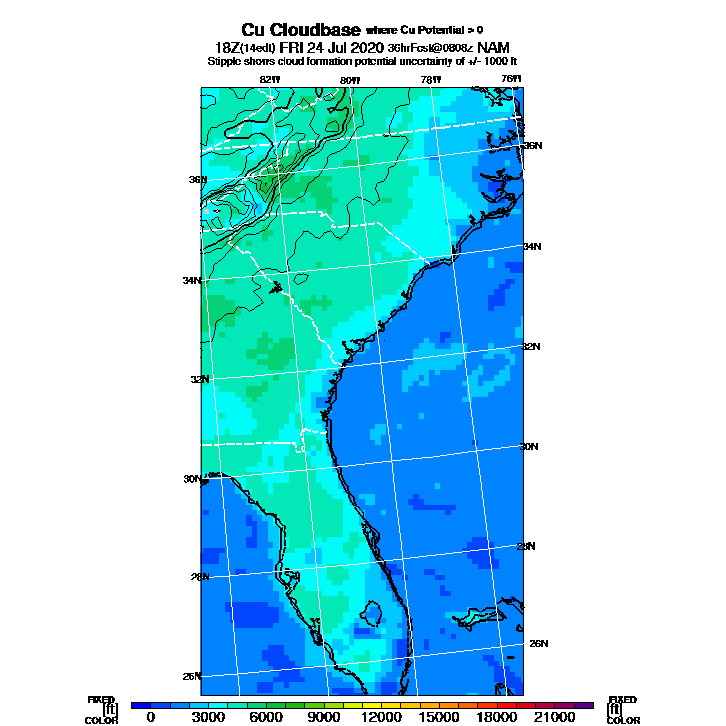 Cu Cloudbase where Cu Potential > 0
18Z(14edt) FRI 24 Jul 2020 36hrFcst@0808z NAM
Stipple shows cloud formation potential uncertainty of +/- 1000 ft
82W 80W 78W 76W
36N 36N
34N 34N
32N 32N
30N 30N
28N 28N
26N 26N
FIXED FIXED
[ft] 0 3000 6000 9000 12000 15000 18000 21000 [ft]
COLOR COLOR